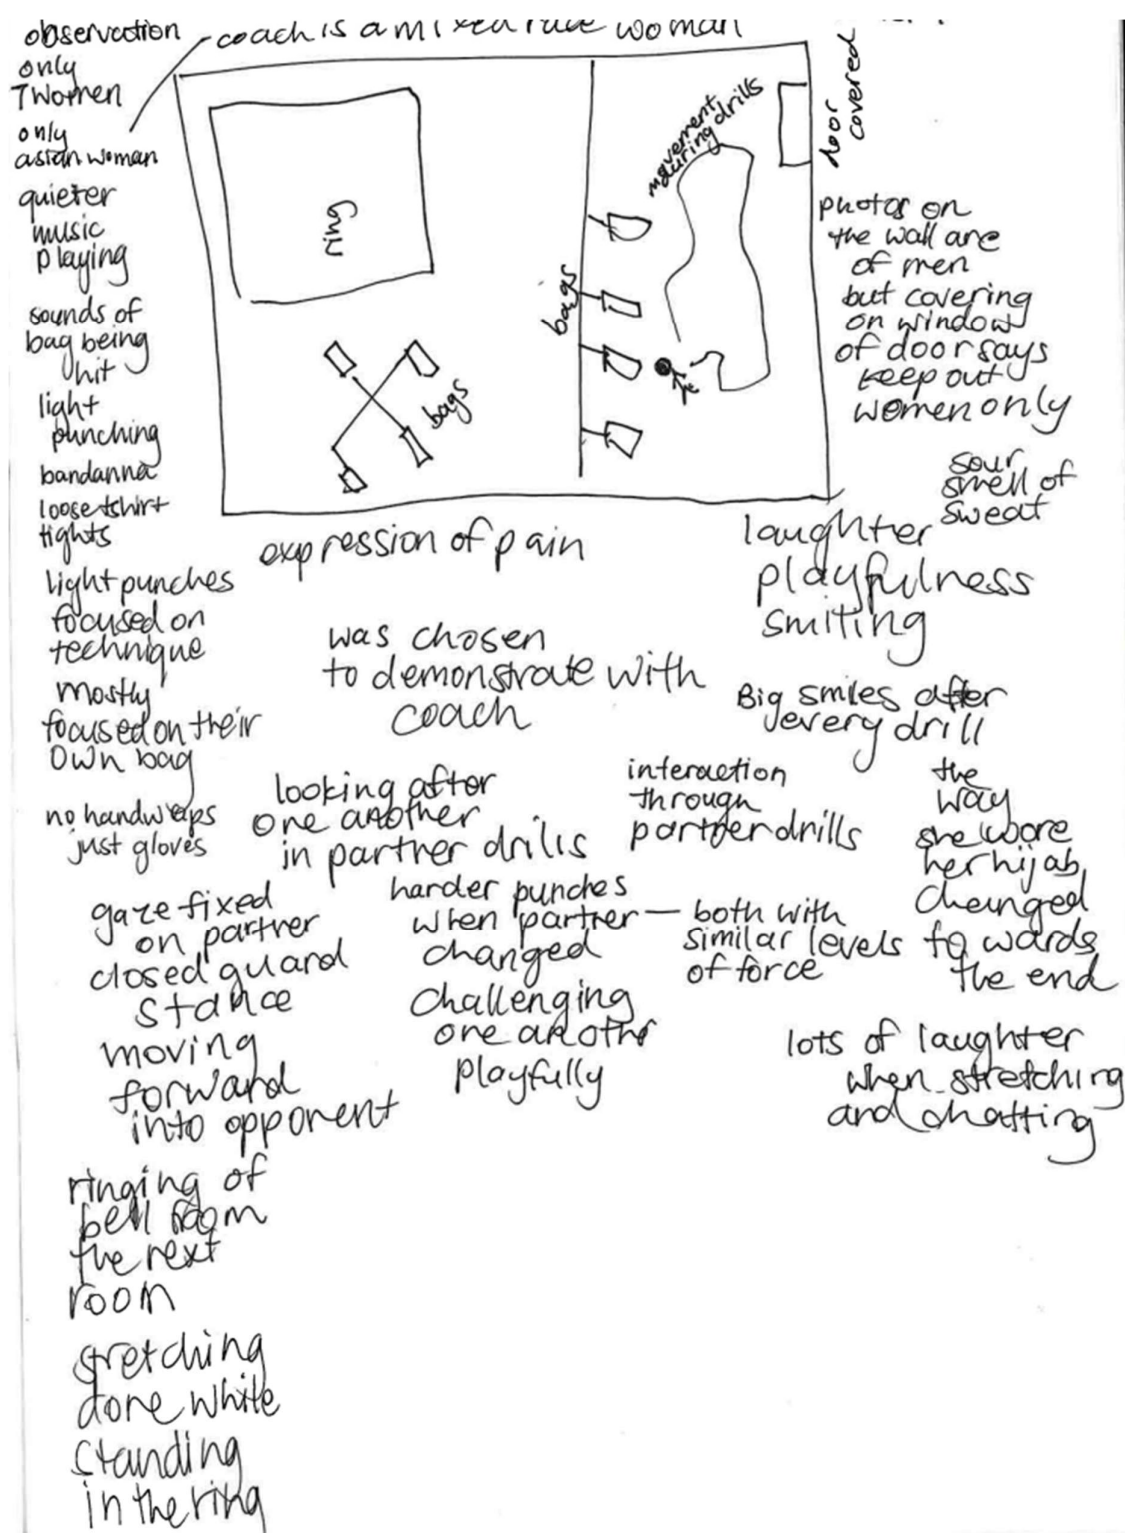 observation
coach is a mixed race woman
only
7 women
only
asian woman
quieter
music
playing
sounds of
bag being
hit
light
punching
bandanna
loose tshirt
tights
light punches
focused on
technique
mostly
focused on their
own bag
no handwraps
just gloves
ring
bags
bags
movement
during drills
me
door
covered
photos on
the wall are
of men
but covering
on window
of door says
keep out
women only
sour
smell of
sweat
expression of pain
laughter
playfulness
smiling
was chosen
to demonstrate with
coach
Big smiles after
every drill
looking after
one another
in partner drills
interaction
through
partner drills
the
way
she wore
her hijab
changed
towards
the end
harder punches
when partner — both with
changed
similar levels
of force
challenging
one another
playfully
gaze fixed
on partner
closed guard
stance
moving
forward
into opponent
lots of laughter
when stretching
and chatting
ringing of
bell from
the next
room
stretching
done while
standing
in the ring